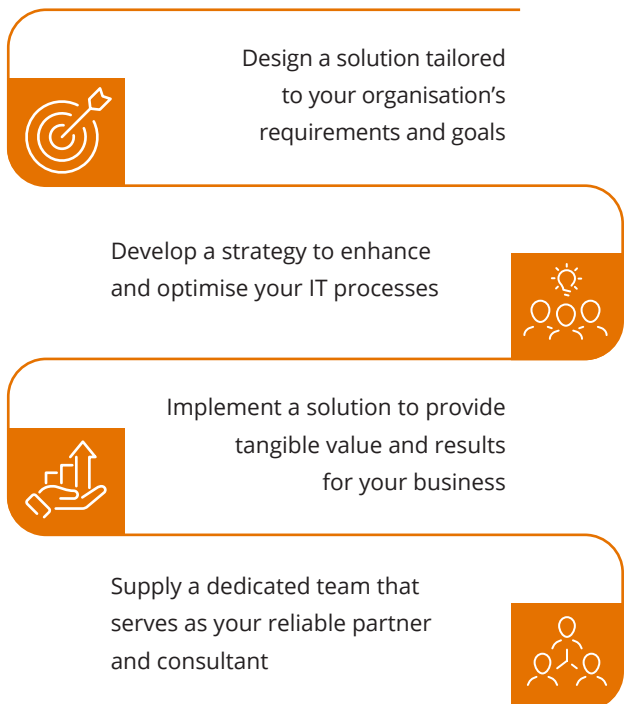 Design a solution tailored
to your organisation’s
requirements and goals
Develop a strategy to enhance
and optimise your IT processes
Implement a solution to provide
tangible value and results
for your business
Supply a dedicated team that
serves as your reliable partner
and consultant